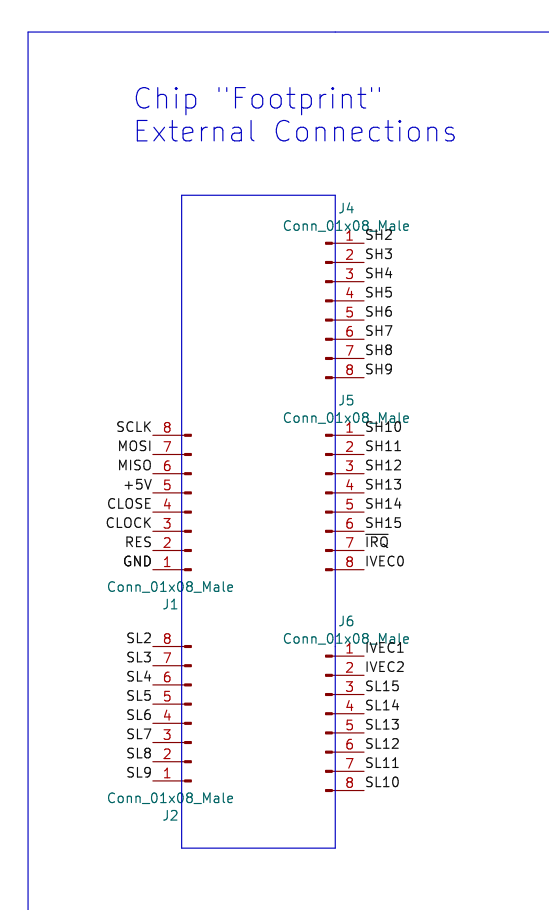 Chip "Footprint"
External Connections
J4
Conn_01x08_Male
1 SH2
2 SH3
3 SH4
4 SH5
5 SH6
6 SH7
7 SH8
8 SH9
J5
Conn_01x08_Male
1 SH10
2 SH11
3 SH12
4 SH13
5 SH14
6 SH15
7 IRQ
8 IVEC0
SCLK 8
MOSI 7
MISO 6
+5V 5
CLOSE 4
CLOCK 3
RES 2
GND 1
Conn_01x08_Male
J1
J6
Conn_01x08_Male
1 IVEC1
2 IVEC2
3 SL15
4 SL14
5 SL13
6 SL12
7 SL11
8 SL10
SL2 8
SL3 7
SL4 6
SL5 5
SL6 4
SL7 3
SL8 2
SL9 1
Conn_01x08_Male
J2